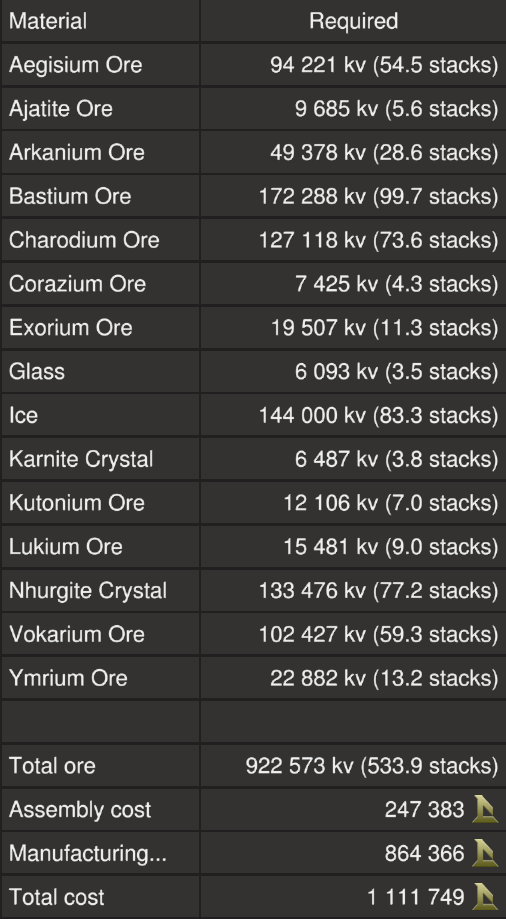 Material Required
Aegisium Ore 94 221 kv (54.5 stacks)
Ajatite Ore 9 685 kv (5.6 stacks)
Arkanium Ore 49 378 kv (28.6 stacks)
Bastium Ore 172 288 kv (99.7 stacks)
Charodium Ore 127 118 kv (73.6 stacks)
Corazium Ore 7 425 kv (4.3 stacks)
Exorium Ore 19 507 kv (11.3 stacks)
Glass 6 093 kv (3.5 stacks)
Ice 144 000 kv (83.3 stacks)
Karnite Crystal 6 487 kv (3.8 stacks)
Kutonium Ore 12 106 kv (7.0 stacks)
Lukium Ore 15 481 kv (9.0 stacks)
Nhurgite Crystal 133 476 kv (77.2 stacks)
Vokarium Ore 102 427 kv (59.3 stacks)
Ymrium Ore 22 882 kv (13.2 stacks)
Total ore 922 573 kv (533.9 stacks)
Assembly cost 247 383
Manufacturing... 864 366
Total cost 1 111 749